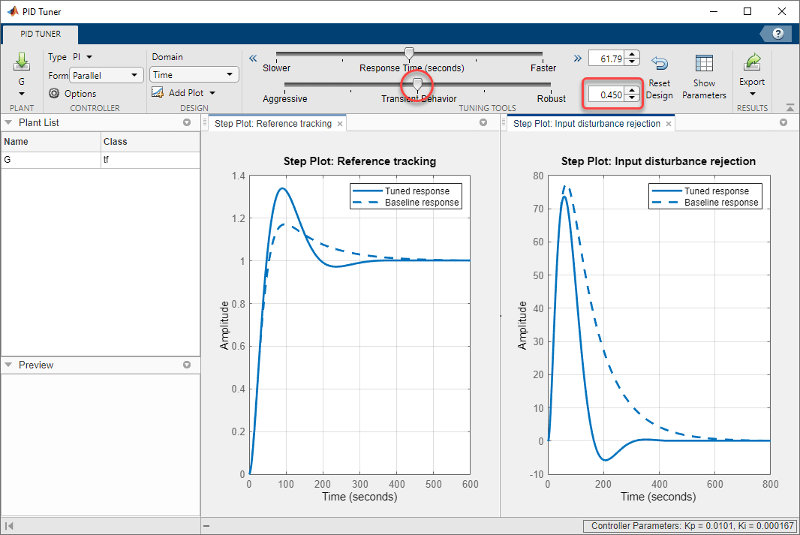 PID Tuner
PID TUNER
?
G
PLANT
Type PI
Form Parallel
Options
CONTROLLER
Domain
Time
Add Plot
DESIGN
Slower Response Time (seconds) Faster
61.79
Aggressive Transient Behavior Robust
0.450
TUNING TOOLS
Reset Design
Show Parameters
Export
RESULTS
Plant List
Name Class
G tf
Preview
Step Plot: Reference tracking
Step Plot: Reference tracking
Tuned response
Baseline response
Amplitude
1.4
1.2
1
0.8
0.6
0.4
0.2
0
0 100 200 300 400 500 600
Time (seconds)
Step Plot: Input disturbance rejection
Step Plot: Input disturbance rejection
Tuned response
Baseline response
Amplitude
80
70
60
50
40
30
20
10
0
-10
0 200 400 600 800
Time (seconds)
Controller Parameters: Kp = 0.0101, Ki = 0.000167